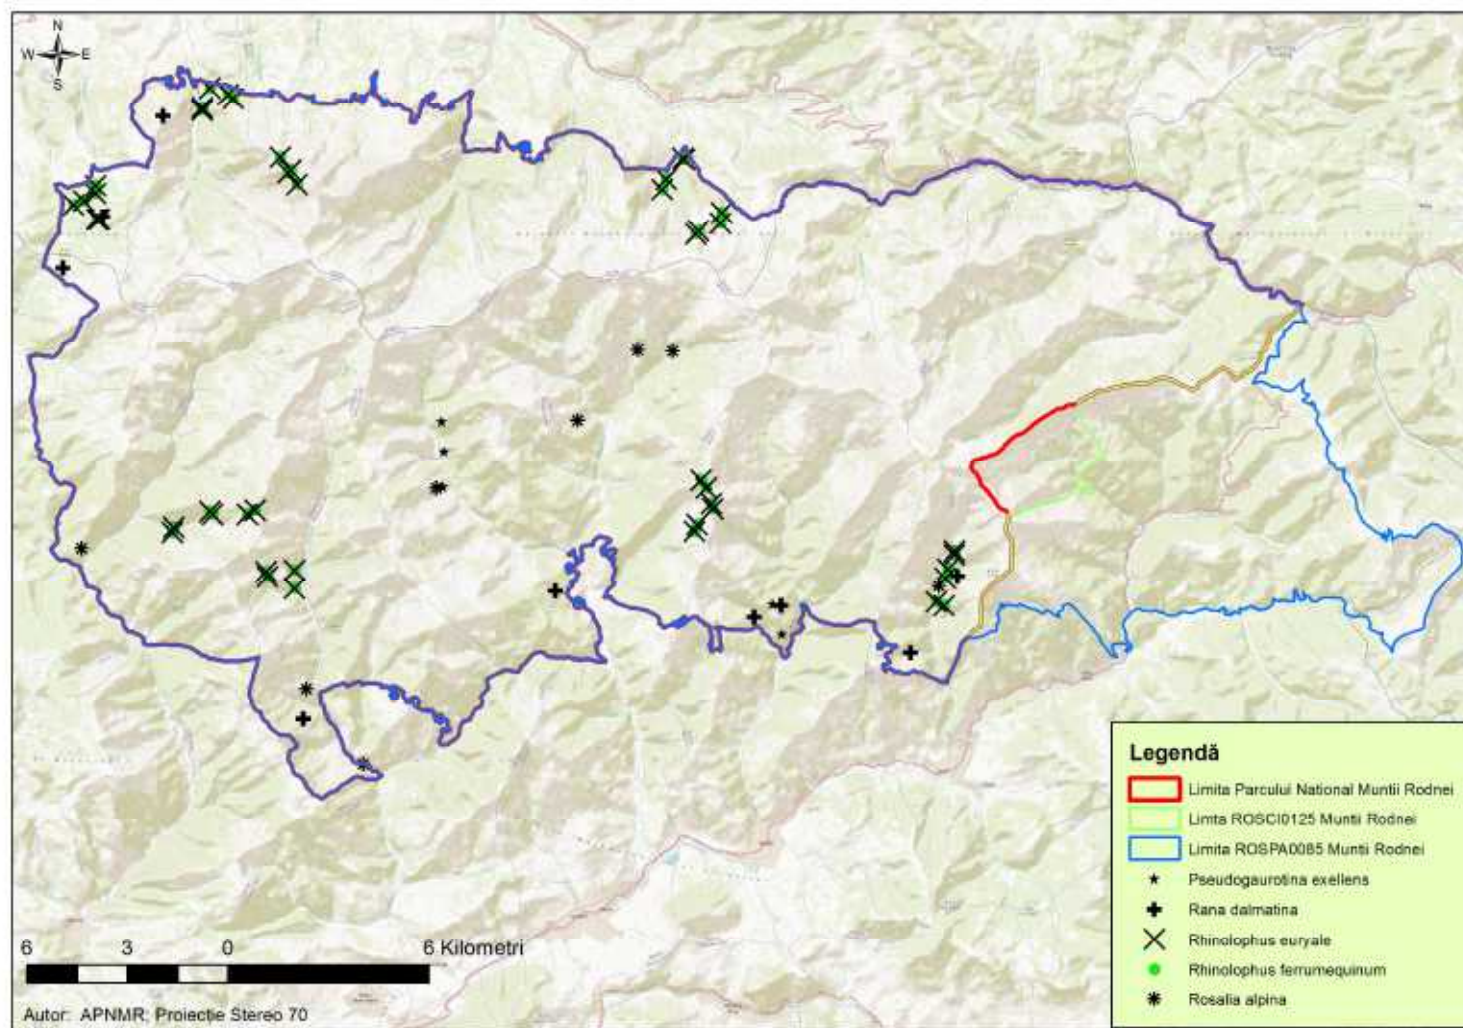 N
W E
S
Legendă
Limita Parcului National Muntii Rodnei
Limta ROSCI0125 Muntii Rodnei
Limita ROSPA0085 Muntii Rodnei
Pseudogaurotina exellens
Rana dalmatina
Rhinolophus euryale
Rhinolophus ferrumequinum
Rosalia alpina
6 3 0 6 Kilometri
Autor: APNMR; Proiectie Stereo 70